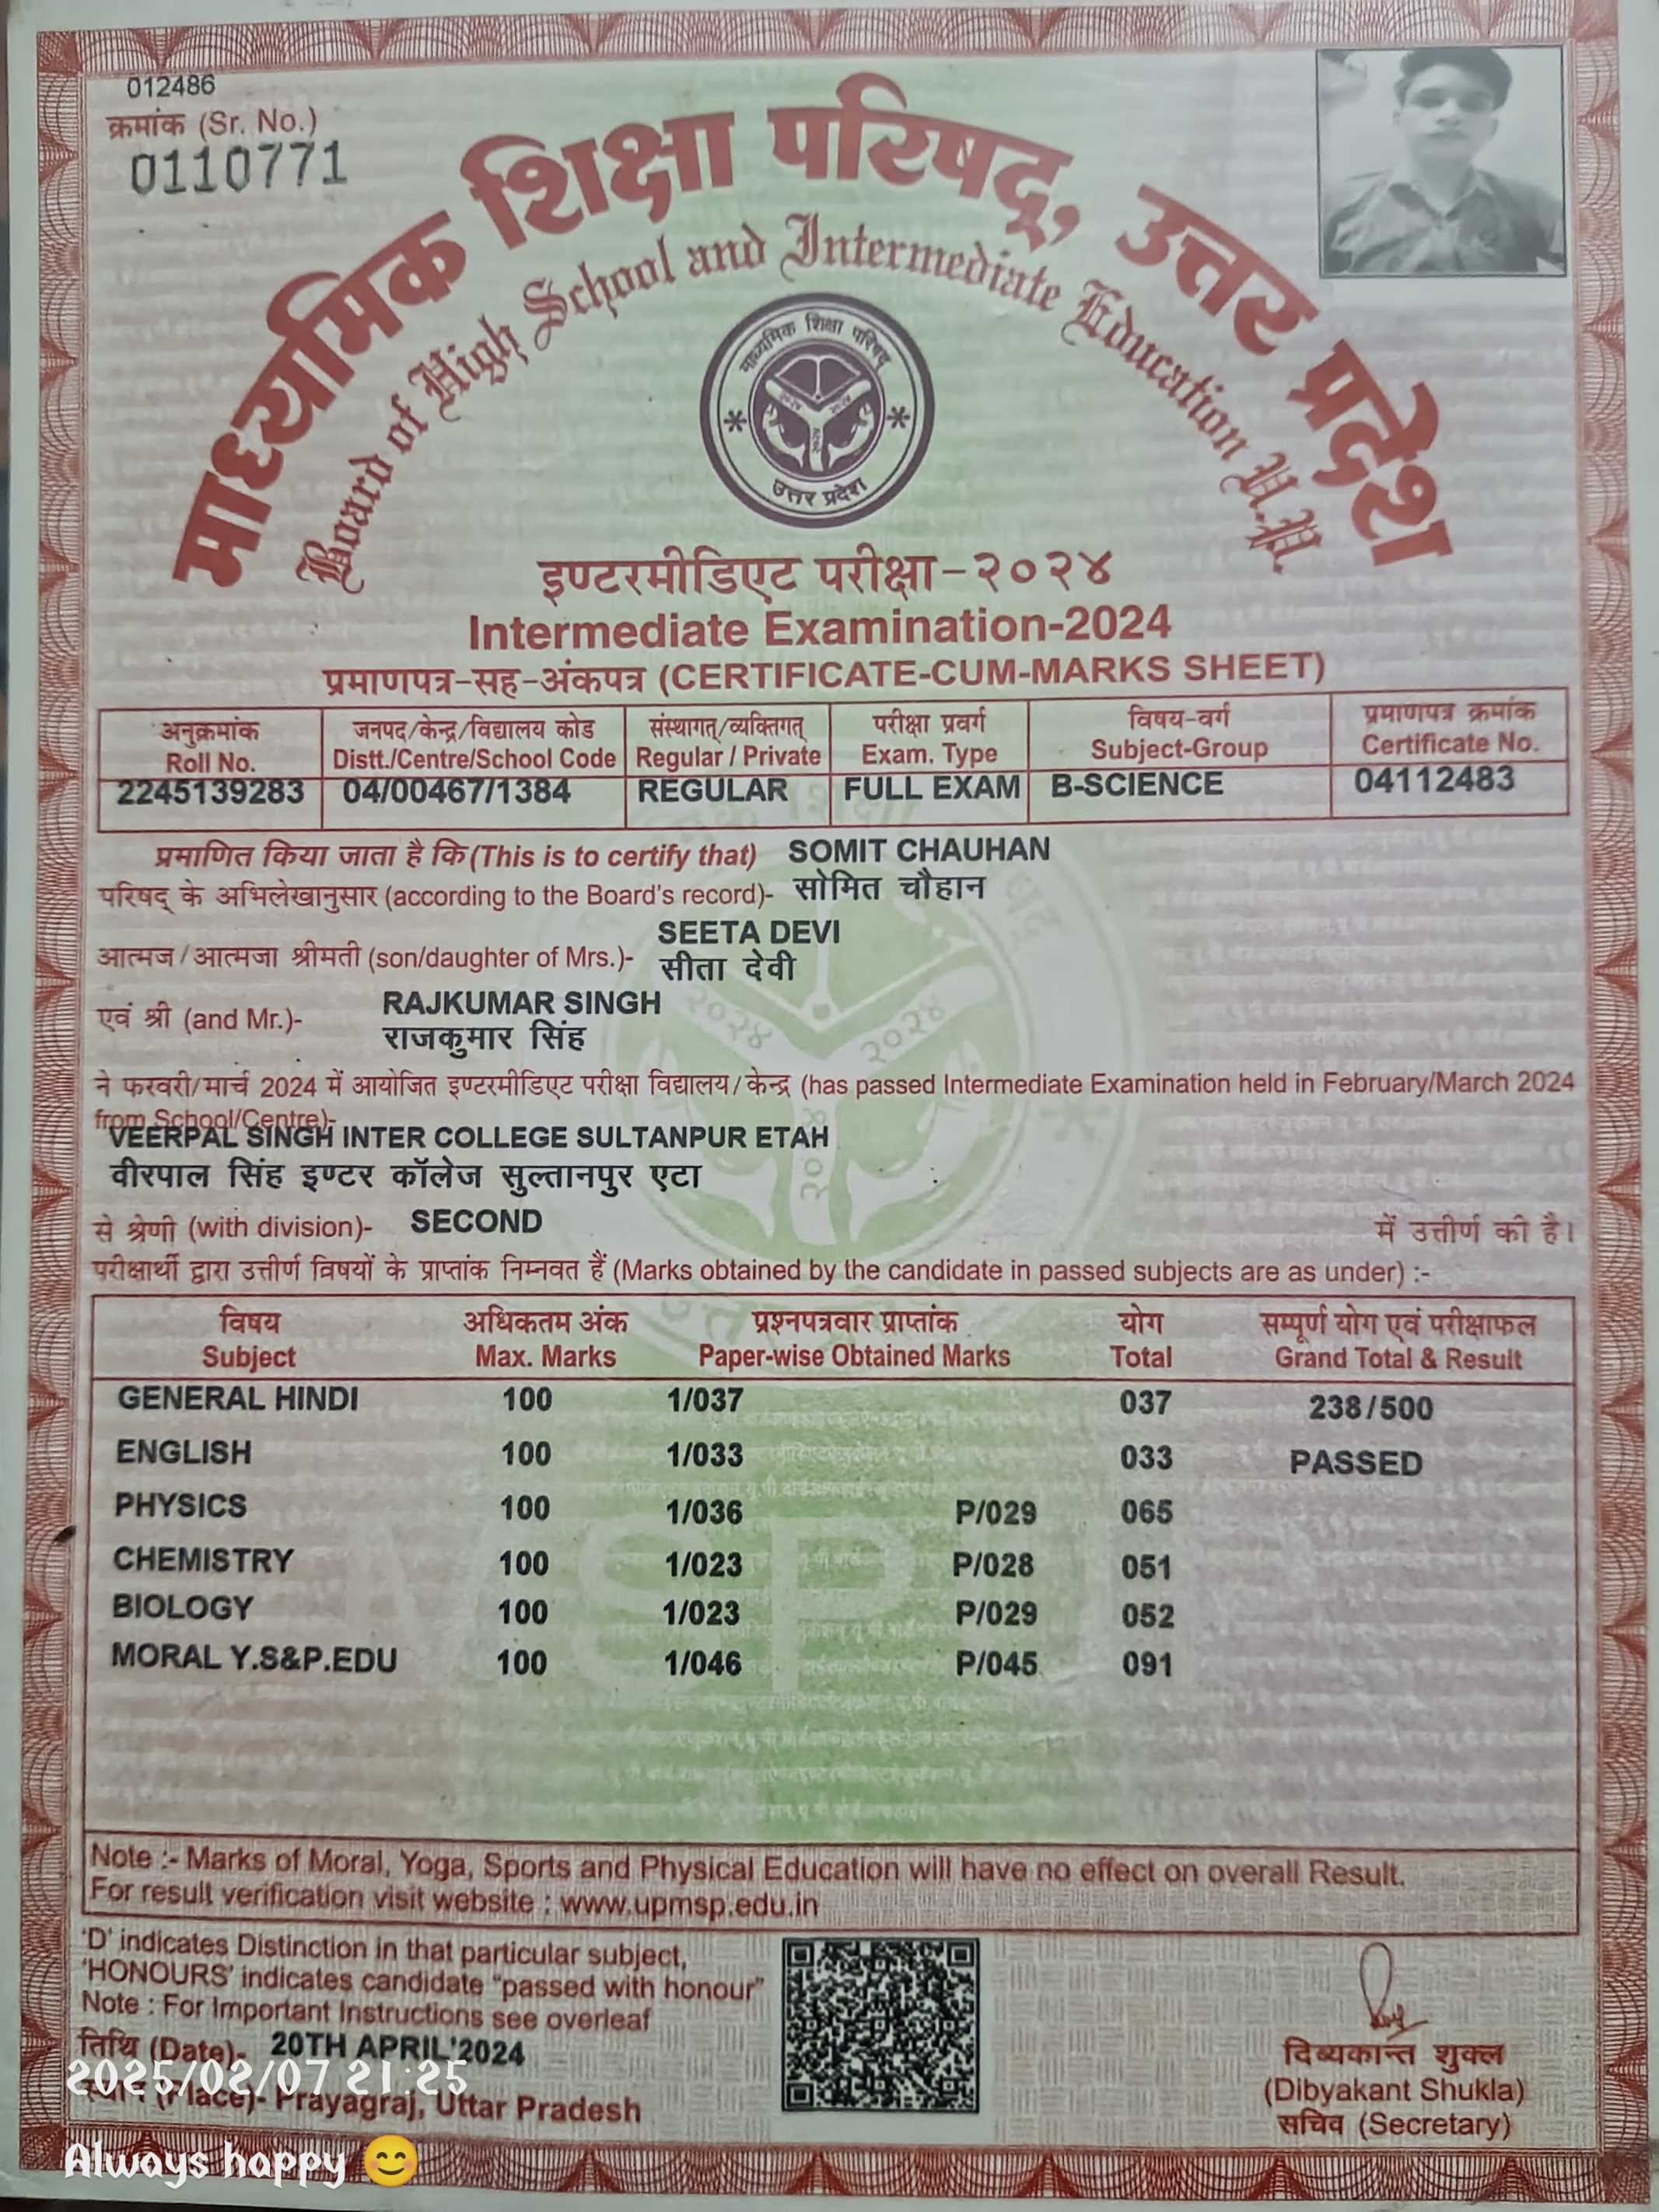 012486
क्रमांक (Sr. No.)
0110771
माध्यमिक शिक्षा परिषद्, उत्तर प्रदेश
Board of High School and Intermediate Education U.P.
माध्यमिक शिक्षा परिषद्
उत्तर प्रदेश
इण्टरमीडिएट परीक्षा-२०२४
Intermediate Examination-2024
प्रमाणपत्र-सह-अंकपत्र (CERTIFICATE-CUM-MARKS SHEET)
अनुक्रमांक जनपद/केन्द्र/विद्यालय कोड संस्थागत्/व्यक्तिगत् परीक्षा प्रवर्ग विषय-वर्ग प्रमाणपत्र क्रमांक
Roll No. Distt./Centre/School Code Regular / Private Exam. Type Subject-Group Certificate No.
2245139283 04/00467/1384 REGULAR FULL EXAM B-SCIENCE 04112483
प्रमाणित किया जाता है कि (This is to certify that) SOMIT CHAUHAN
परिषद् के अभिलेखानुसार (according to the Board's record)- सोमित चौहान
SEETA DEVI
आत्मज/आत्मजा श्रीमती (son/daughter of Mrs.)- सीता देवी
RAJKUMAR SINGH
एवं श्री (and Mr.)- राजकुमार सिंह
ने फरवरी/मार्च 2024 में आयोजित इण्टरमीडिएट परीक्षा विद्यालय/केन्द्र (has passed Intermediate Examination held in February/March 2024
from School/Centre)-
VEERPAL SINGH INTER COLLEGE SULTANPUR ETAH
वीरपाल सिंह इण्टर कॉलेज सुल्तानपुर एटा
से श्रेणी (with division)- SECOND में उत्तीर्ण की है।
परीक्षार्थी द्वारा उत्तीर्ण विषयों के प्राप्तांक निम्नवत हैं (Marks obtained by the candidate in passed subjects are as under) :-
विषय अधिकतम अंक प्रश्नपत्रवार प्राप्तांक योग सम्पूर्ण योग एवं परीक्षाफल
Subject Max. Marks Paper-wise Obtained Marks Total Grand Total & Result
GENERAL HINDI 100 1/037 037 238/500
ENGLISH 100 1/033 033 PASSED
PHYSICS 100 1/036 P/029 065
CHEMISTRY 100 1/023 P/028 051
BIOLOGY 100 1/023 P/029 052
MORAL Y.S&P.EDU 100 1/046 P/045 091
Note :- Marks of Moral, Yoga, Sports and Physical Education will have no effect on overall Result.
For result verification visit website : www.upmsp.edu.in
'D' indicates Distinction in that particular subject,
'HONOURS' indicates candidate "passed with honour"
Note : For Important Instructions see overleaf
तिथि (Date)- 20TH APRIL'2024
2025/02/07 21:25
स्थान (Place)- Prayagraj, Uttar Pradesh
दिव्यकान्त शुक्ल
(Dibyakant Shukla)
सचिव (Secretary)
Always happy 😊